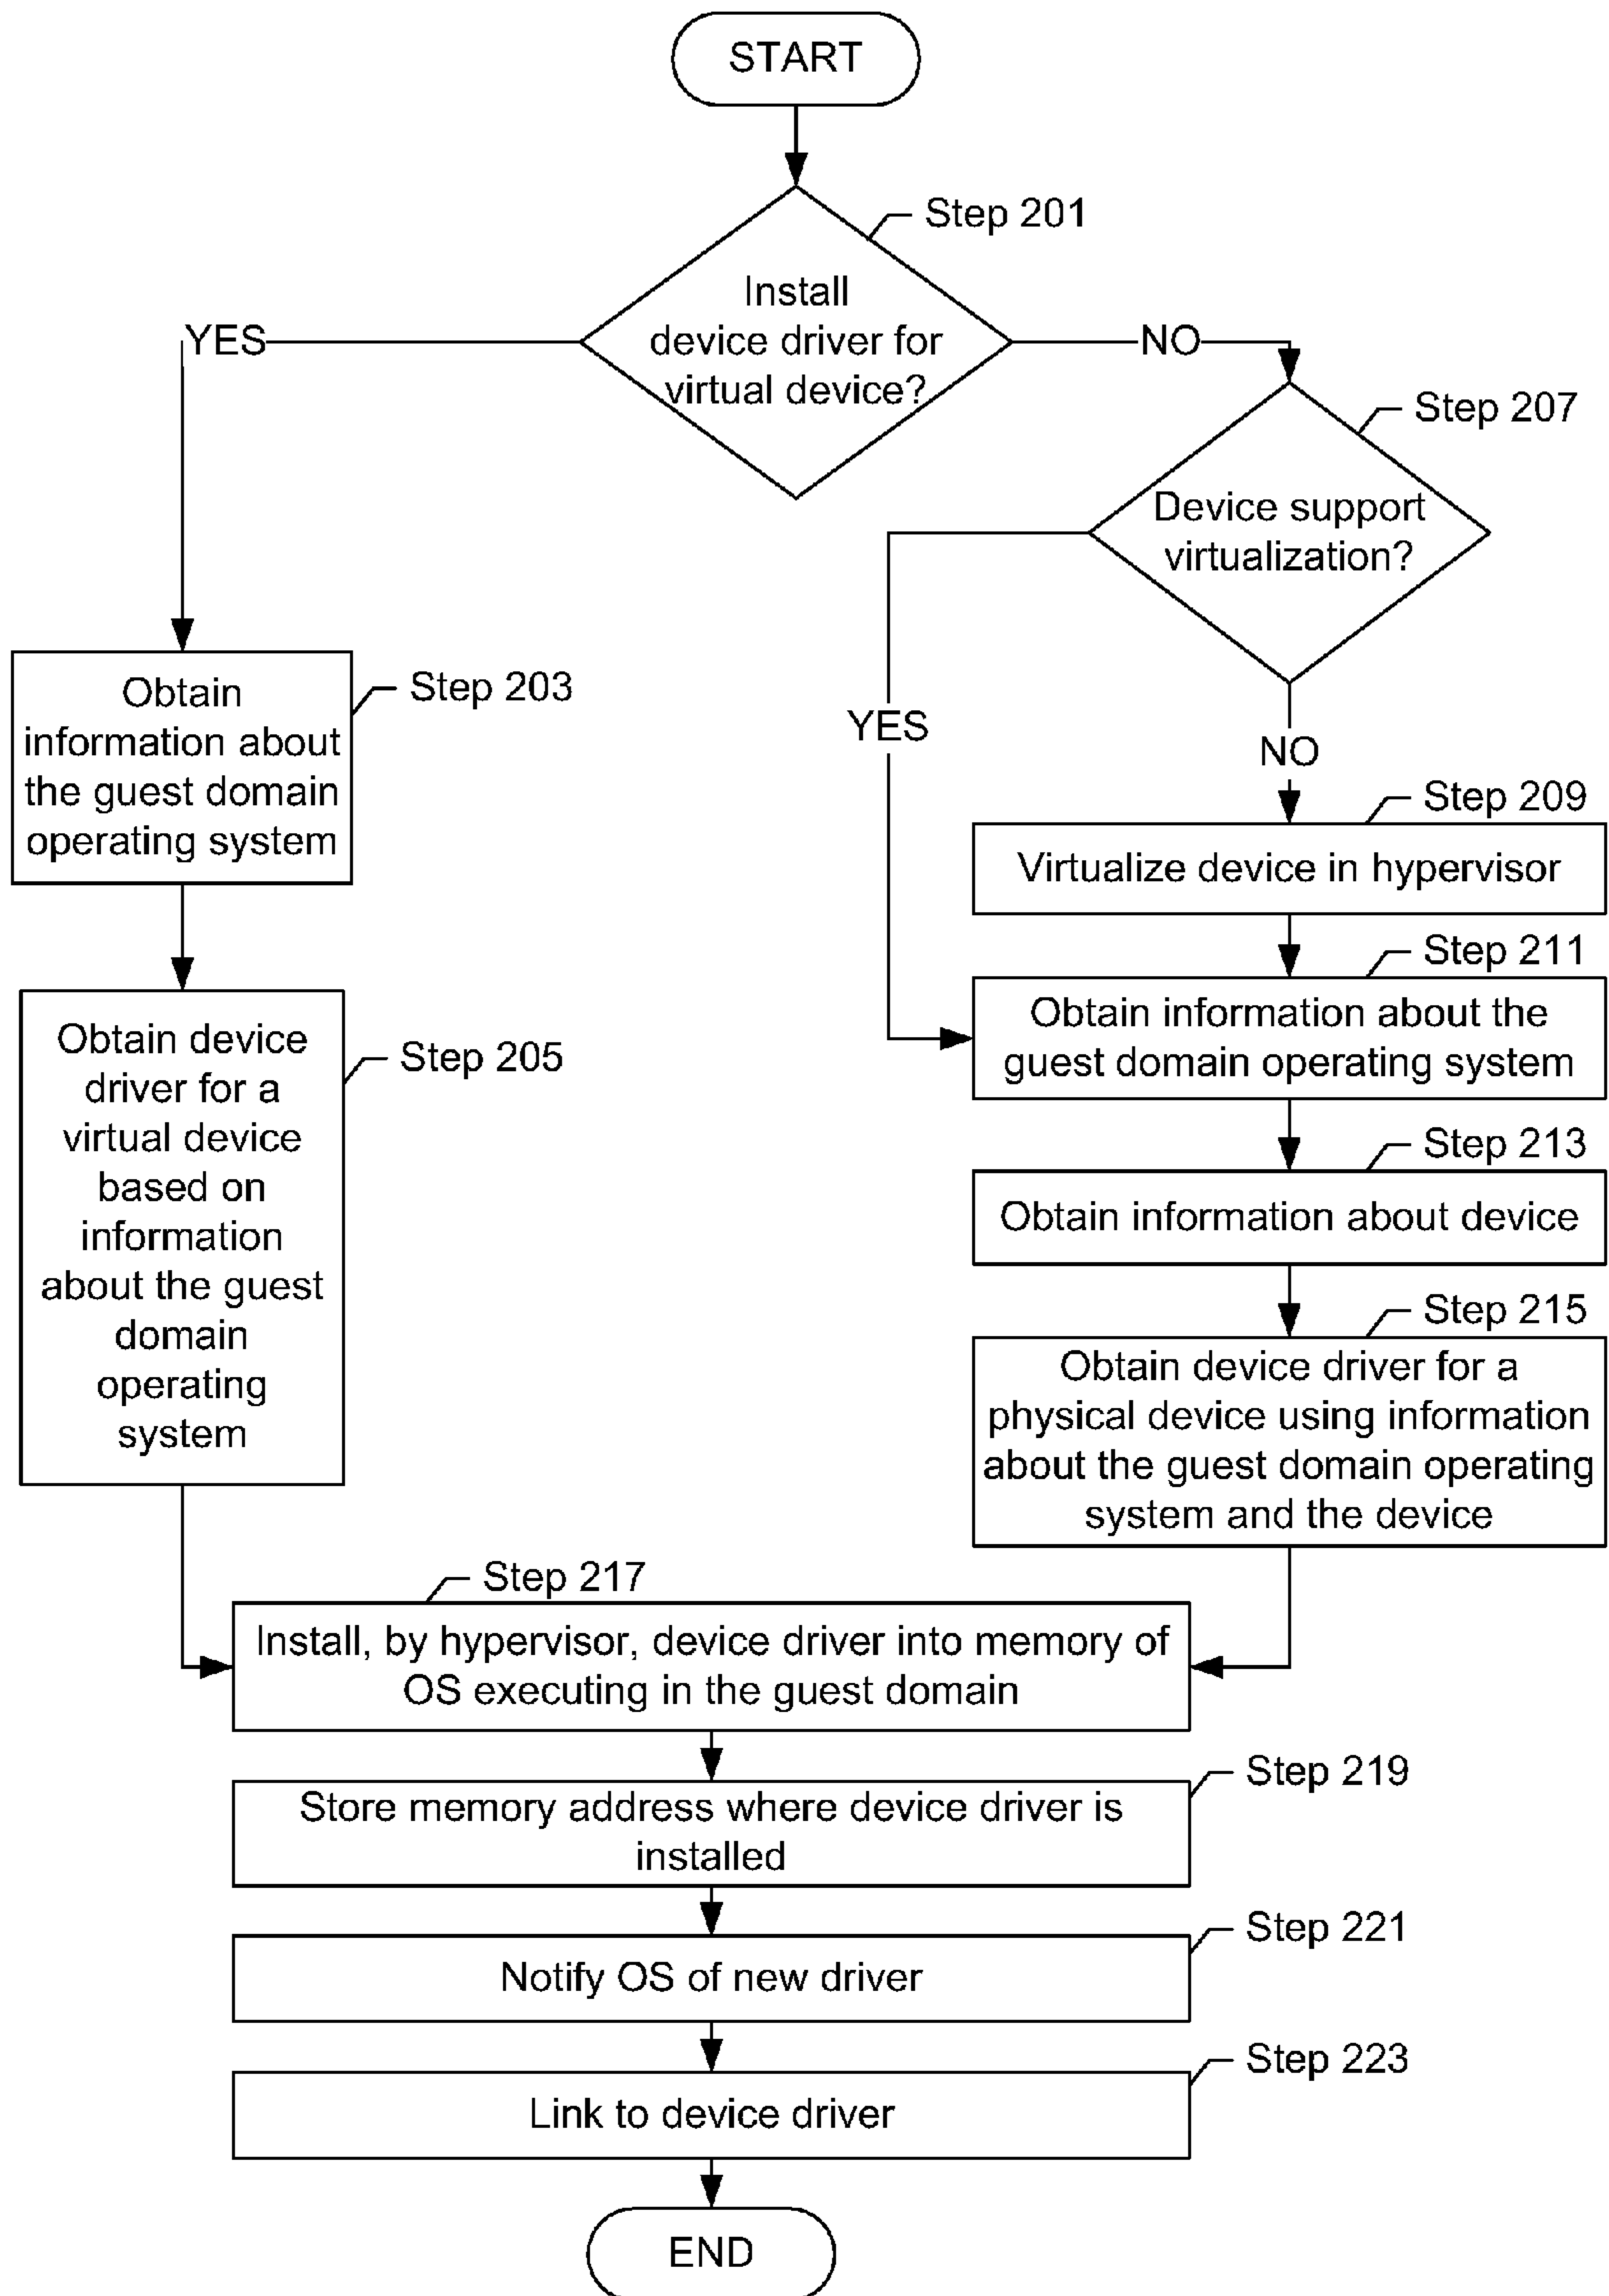 START
Step 201
Install
device driver for
virtual device?
YES
NO
Step 207
Device support
virtualization?
YES
NO
Step 203
Obtain
information about
the guest domain
operating system
Step 209
Virtualize device in hypervisor
Step 211
Obtain information about the
guest domain operating system
Step 205
Obtain device
driver for a
virtual device
based on
information
about the guest
domain
operating
system
Step 213
Obtain information about device
Step 215
Obtain device driver for a
physical device using information
about the guest domain operating
system and the device
Step 217
Install, by hypervisor, device driver into memory of
OS executing in the guest domain
Step 219
Store memory address where device driver is
installed
Step 221
Notify OS of new driver
Step 223
Link to device driver
END